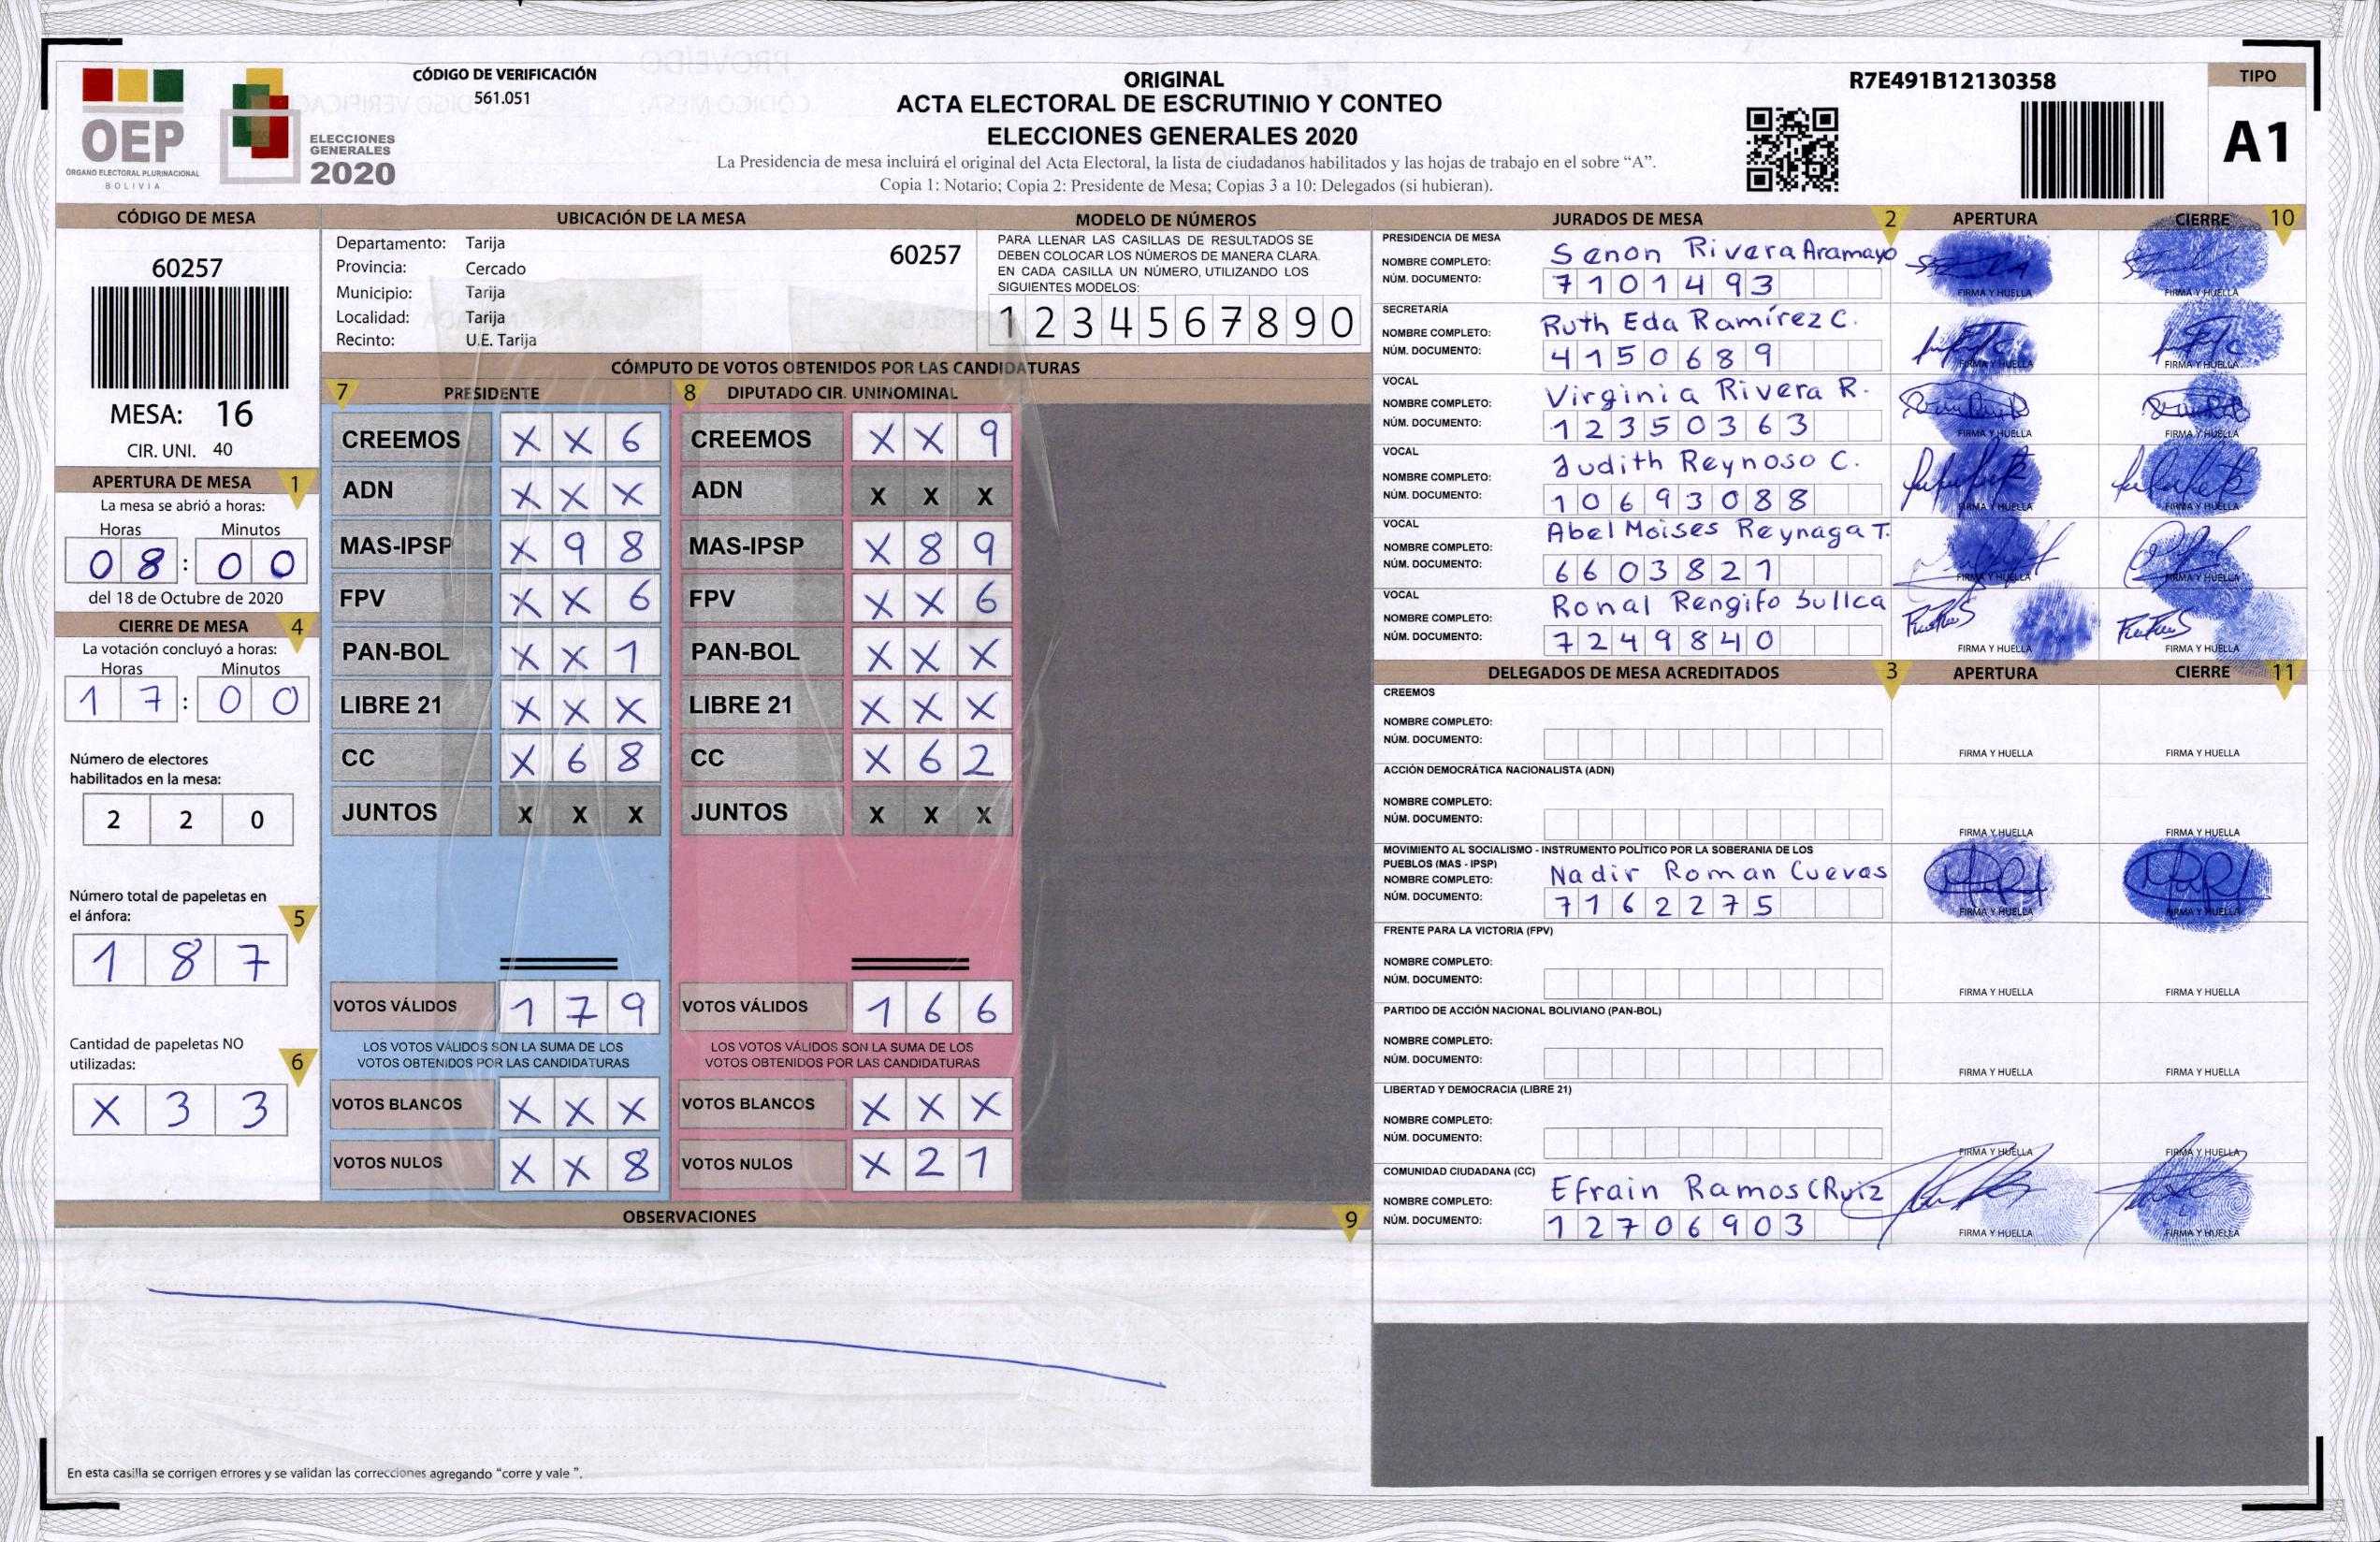 CÓDIGO DE VERIFICACIÓN
561.051
OEP
ÓRGANO ELECTORAL PLURINACIONAL
BOLIVIA
ELECCIONES
GENERALES
2020
ORIGINAL
ACTA ELECTORAL DE ESCRUTINIO Y CONTEO
ELECCIONES GENERALES 2020
La Presidencia de mesa incluirá el original del Acta Electoral, la lista de ciudadanos habilitados y las hojas de trabajo en el sobre “A”.
Copia 1: Notario; Copia 2: Presidente de Mesa; Copias 3 a 10: Delegados (si hubieran).
R7E491B12130358
TIPO
A1
CÓDIGO DE MESA
60257
MESA: 16
CIR. UNI. 40
APERTURA DE MESA 1
La mesa se abrió a horas:
Horas Minutos
08:00
del 18 de Octubre de 2020
CIERRE DE MESA 4
La votación concluyó a horas:
Horas Minutos
17:00
Número de electores
habilitados en la mesa:
2 2 0
Número total de papeletas en
el ánfora: 5
1 8 7
Cantidad de papeletas NO
utilizadas: 6
X 3 3
UBICACIÓN DE LA MESA
Departamento: Tarija 60257
Provincia: Cercado
Municipio: Tarija
Localidad: Tarija
Recinto: U.E. Tarija
MODELO DE NÚMEROS
PARA LLENAR LAS CASILLAS DE RESULTADOS SE
DEBEN COLOCAR LOS NÚMEROS DE MANERA CLARA.
EN CADA CASILLA UN NÚMERO, UTILIZANDO LOS
SIGUIENTES MODELOS:
1 2 3 4 5 6 7 8 9 0
CÓMPUTO DE VOTOS OBTENIDOS POR LAS CANDIDATURAS
7 PRESIDENTE 8 DIPUTADO CIR. UNINOMINAL
CREEMOS X X 6 CREEMOS X X 9
ADN X X X ADN X X X
MAS-IPSP X 9 8 MAS-IPSP X 8 9
FPV X X 6 FPV X X 6
PAN-BOL X X 1 PAN-BOL X X X
LIBRE 21 X X X LIBRE 21 X X X
CC X 6 8 CC X 6 2
JUNTOS X X X JUNTOS X X X
VOTOS VÁLIDOS 1 7 9 VOTOS VÁLIDOS 1 6 6
LOS VOTOS VÁLIDOS SON LA SUMA DE LOS LOS VOTOS VÁLIDOS SON LA SUMA DE LOS
VOTOS OBTENIDOS POR LAS CANDIDATURAS VOTOS OBTENIDOS POR LAS CANDIDATURAS
VOTOS BLANCOS X X X VOTOS BLANCOS X X X
VOTOS NULOS X X 8 VOTOS NULOS X 2 1
OBSERVACIONES 9
En esta casilla se corrigen errores y se validan las correcciones agregando “corre y vale ”.
JURADOS DE MESA 2 APERTURA CIERRE 10
PRESIDENCIA DE MESA
NOMBRE COMPLETO: Senon Rivera Aramayo
NÚM. DOCUMENTO: 7101493
FIRMA Y HUELLA FIRMA Y HUELLA
SECRETARÍA
NOMBRE COMPLETO: Ruth Eda Ramírez C.
NÚM. DOCUMENTO: 4150689
FIRMA Y HUELLA FIRMA Y HUELLA
VOCAL
NOMBRE COMPLETO: Virginia Rivera R.
NÚM. DOCUMENTO: 12350363
FIRMA Y HUELLA FIRMA Y HUELLA
VOCAL
NOMBRE COMPLETO: Judith Reynoso C.
NÚM. DOCUMENTO: 10693088
FIRMA Y HUELLA FIRMA Y HUELLA
VOCAL
NOMBRE COMPLETO: Abel Moises Reynaga T.
NÚM. DOCUMENTO: 6603821
FIRMA Y HUELLA FIRMA Y HUELLA
VOCAL
NOMBRE COMPLETO: Ronal Rengifo Sullca
NÚM. DOCUMENTO: 7249840
FIRMA Y HUELLA FIRMA Y HUELLA
DELEGADOS DE MESA ACREDITADOS 3 APERTURA CIERRE 11
CREEMOS
NOMBRE COMPLETO:
NÚM. DOCUMENTO:
FIRMA Y HUELLA FIRMA Y HUELLA
ACCIÓN DEMOCRÁTICA NACIONALISTA (ADN)
NOMBRE COMPLETO:
NÚM. DOCUMENTO:
FIRMA Y HUELLA FIRMA Y HUELLA
MOVIMIENTO AL SOCIALISMO - INSTRUMENTO POLÍTICO POR LA SOBERANIA DE LOS
PUEBLOS (MAS - IPSP)
NOMBRE COMPLETO: Nadir Roman Cuevas
NÚM. DOCUMENTO: 7162275
FIRMA Y HUELLA FIRMA Y HUELLA
FRENTE PARA LA VICTORIA (FPV)
NOMBRE COMPLETO:
NÚM. DOCUMENTO:
FIRMA Y HUELLA FIRMA Y HUELLA
PARTIDO DE ACCIÓN NACIONAL BOLIVIANO (PAN-BOL)
NOMBRE COMPLETO:
NÚM. DOCUMENTO:
FIRMA Y HUELLA FIRMA Y HUELLA
LIBERTAD Y DEMOCRACIA (LIBRE 21)
NOMBRE COMPLETO:
NÚM. DOCUMENTO:
FIRMA Y HUELLA FIRMA Y HUELLA
COMUNIDAD CIUDADANA (CC)
NOMBRE COMPLETO: Efrain Ramos Ruiz
NÚM. DOCUMENTO: 12706903
FIRMA Y HUELLA FIRMA Y HUELLA